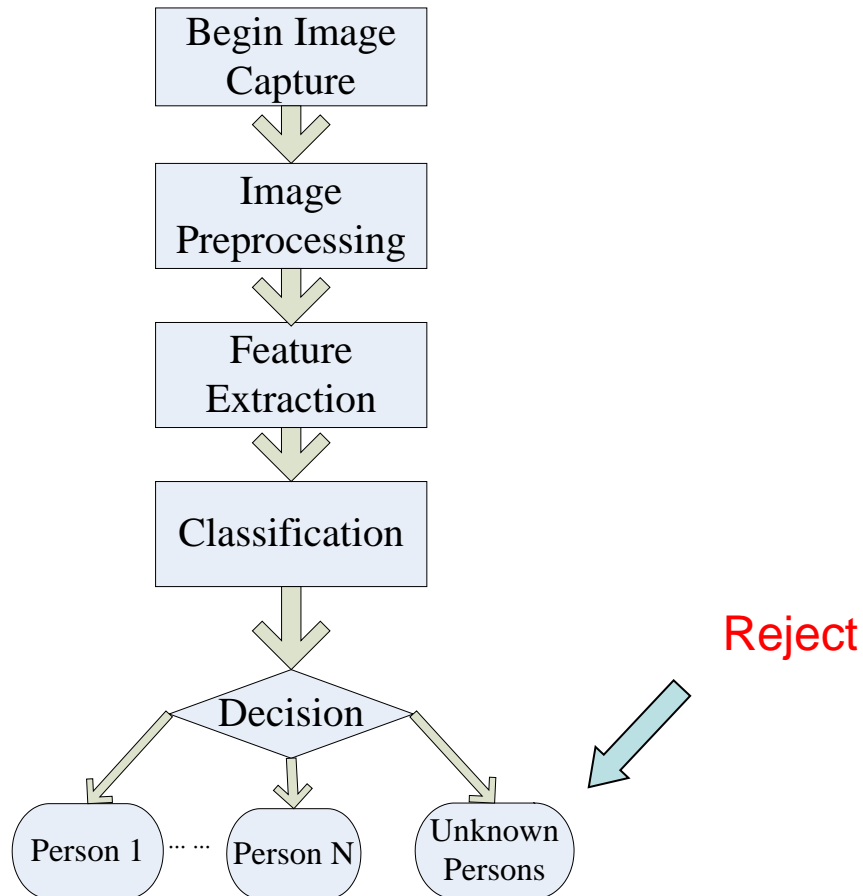 Begin Image
Capture
Image
Preprocessing
Feature
Extraction
Classification
Reject
Decision
Person 1
... ...
Person N
Unknown
Persons